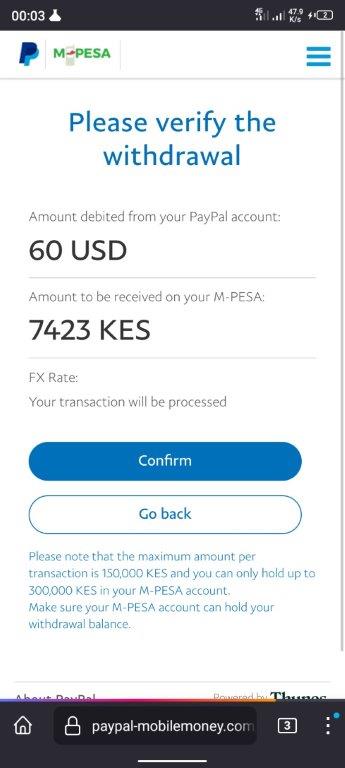 00:03 47.9 K/s 2
M-PESA
Please verify the
withdrawal
Amount debited from your PayPal account:
60 USD
Amount to be received on your M-PESA:
7423 KES
FX Rate:
Your transaction will be processed
Confirm
Go back
Please note that the maximum amount per
transaction is 150,000 KES and you can only hold up to
300,000 KES in your M-PESA account.
Make sure your M-PESA account can hold your
withdrawal balance.
About PayPal Powered by Thunes
paypal-mobilemoney.com 3